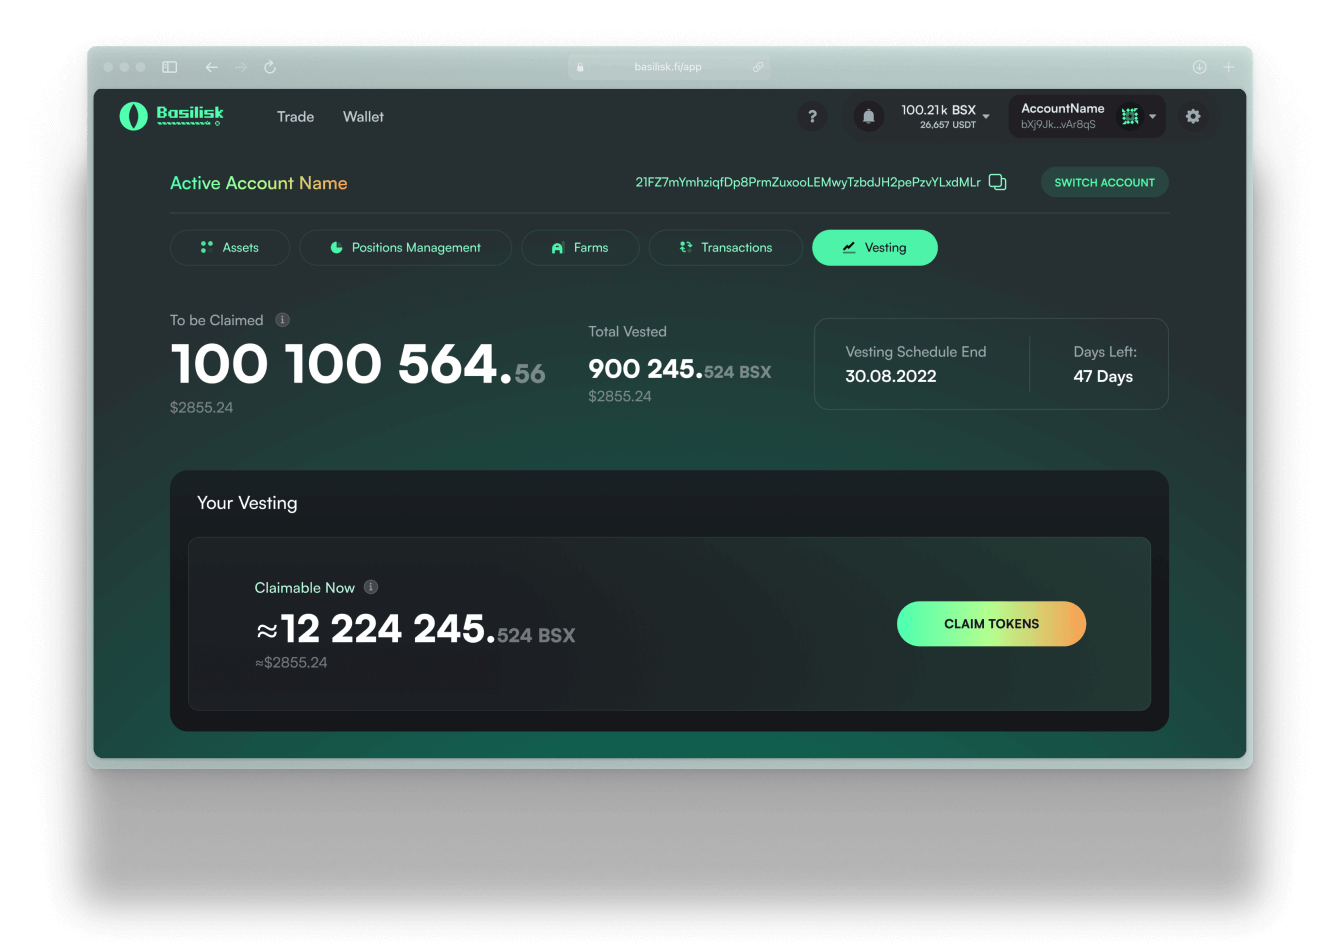 basilisk.fi/app
Basilisk
Trade
Wallet
?
100.21k BSX
26,657 USDT
AccountName
bXj9Jk...vAr8qS
Active Account Name
21FZ7mYmhziqfDp8PrmZuxooLEMwyTzbdJH2pePzvYLxdMLr
SWITCH ACCOUNT
Assets
Positions Management
Farms
Transactions
Vesting
To be Claimed
100 100 564.56
$2855.24
Total Vested
900 245.524 BSX
$2855.24
Vesting Schedule End
30.08.2022
Days Left:
47 Days
Your Vesting
Claimable Now
≈12 224 245.524 BSX
≈$2855.24
CLAIM TOKENS